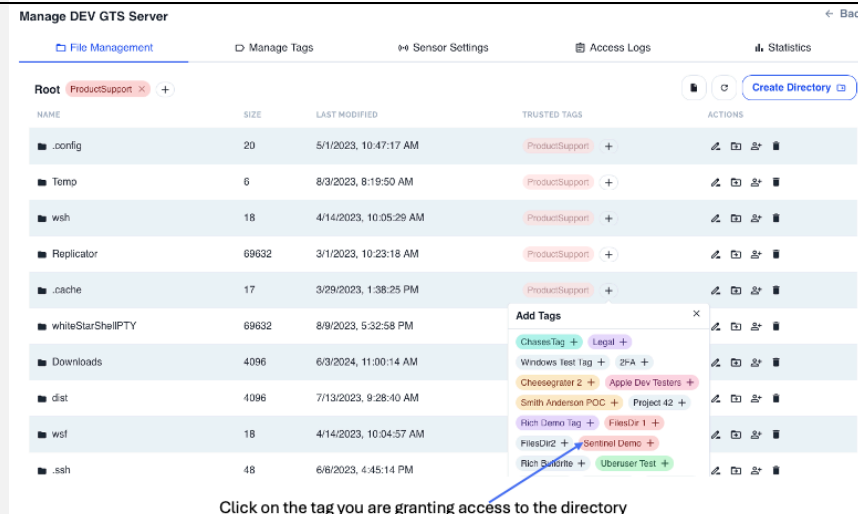 Manage DEV GTS Server
← Bac
File Management Manage Tags Sensor Settings Access Logs Statistics
Root ProductSupport × +
Create Directory
NAME SIZE LAST MODIFIED TRUSTED TAGS ACTIONS
.config 20 5/1/2023, 10:47:17 AM ProductSupport +
Temp 6 8/3/2023, 8:19:50 AM ProductSupport +
wsh 18 4/14/2023, 10:05:29 AM ProductSupport +
Replicator 69632 3/1/2023, 10:23:18 AM ProductSupport +
.cache 17 3/29/2023, 1:38:25 PM ProductSupport +
whiteStarShellPTY 69632 8/9/2023, 5:32:58 PM
Downloads 4096 6/3/2024, 11:00:14 AM
dist 4096 7/13/2023, 9:28:40 AM
wsf 18 4/14/2023, 10:04:57 AM
.ssh 48 6/6/2023, 4:45:14 PM
Add Tags ×
ChasesTag + Legal +
Windows Test Tag + 2FA +
Cheesegrater 2 + Apple Dev Testers +
Smith Anderson POC + Project 42 +
Rich Demo Tag + FilesDir 1 +
FilesDir2 + Sentinel Demo +
Rich + Uberuser Test +
Click on the tag you are granting access to the directory